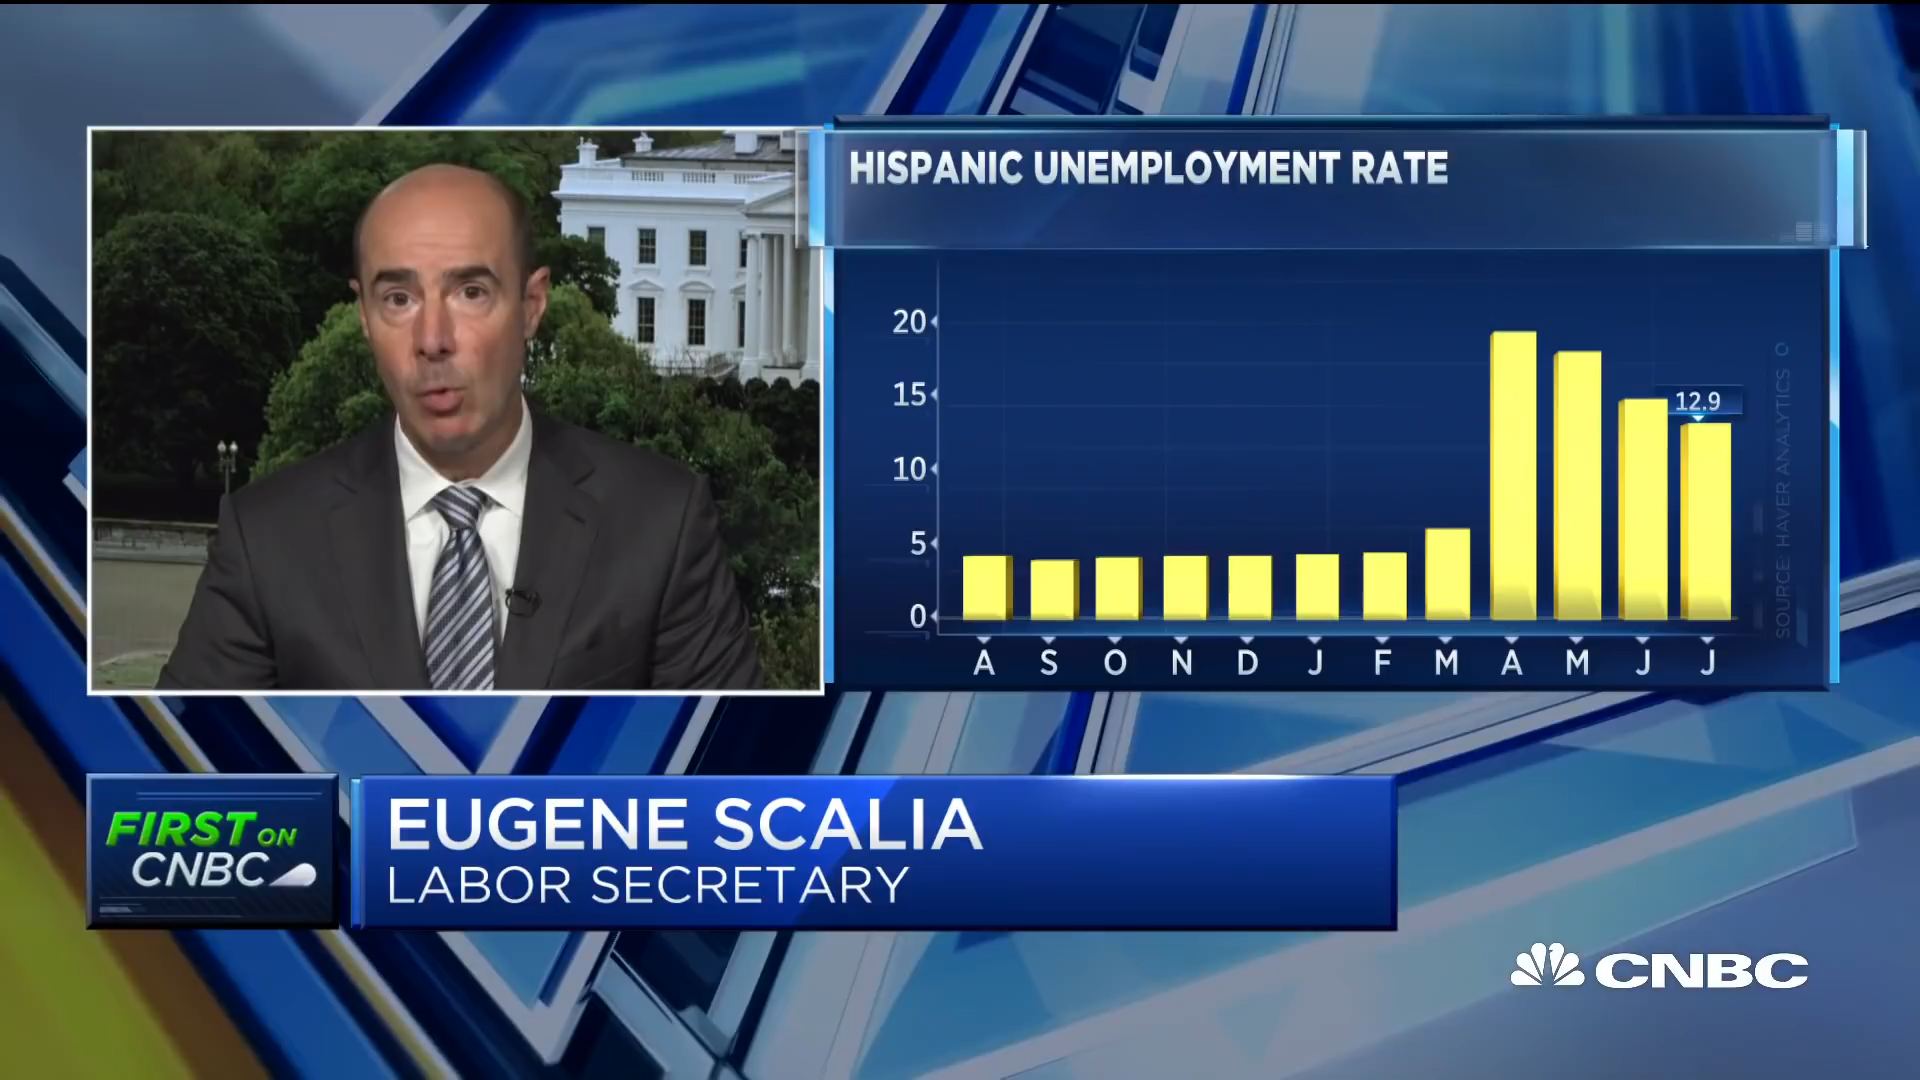 HISPANIC UNEMPLOYMENT RATE
20
15
10
5
0
12.9
A S O N D J F M A M J J
SOURCE: HAVER ANALYTICS
FIRST ON
CNBC
EUGENE SCALIA
LABOR SECRETARY
CNBC